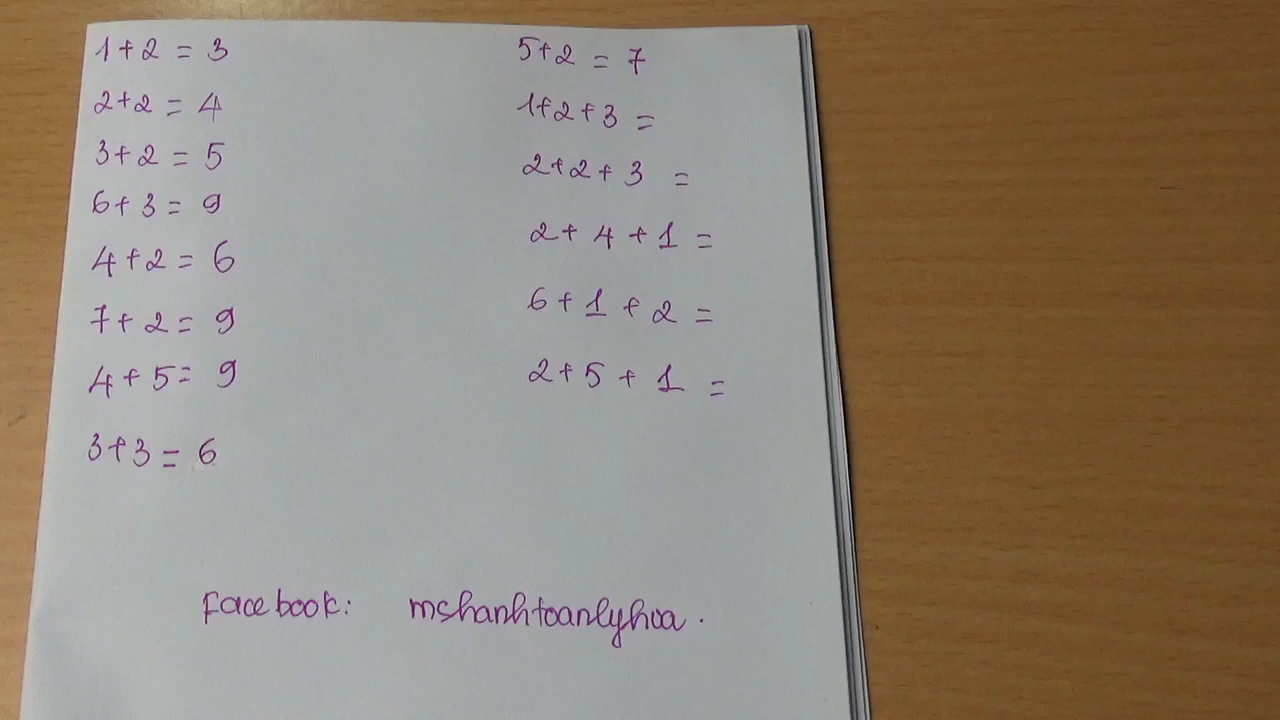 1+2 = 3
2+2 = 4
3+2 = 5
6+3 = 9
4+2 = 6
7+2 = 9
4+5 = 9
3+3 = 6
5+2 = 7
1+2+3 =
2+2+3 =
2+4+1 =
6+1+2 =
2+5+1 =
Facebook: mshanhtoanlyhoa.